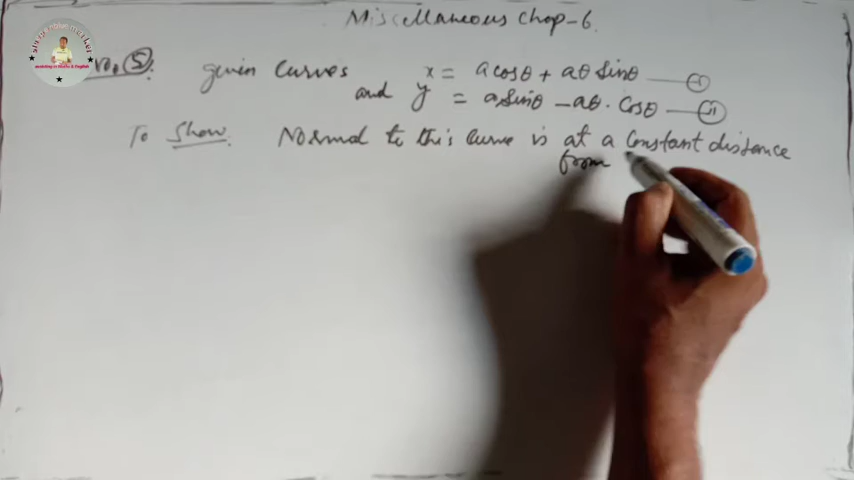 Miscellaneous Chap-6.
No. (5):
given curves x = a cosθ + aθ sinθ —— (i)
and y = a sinθ - aθ. cosθ —— (ii)
To Show. Normal to this curve is at a constant distance
from